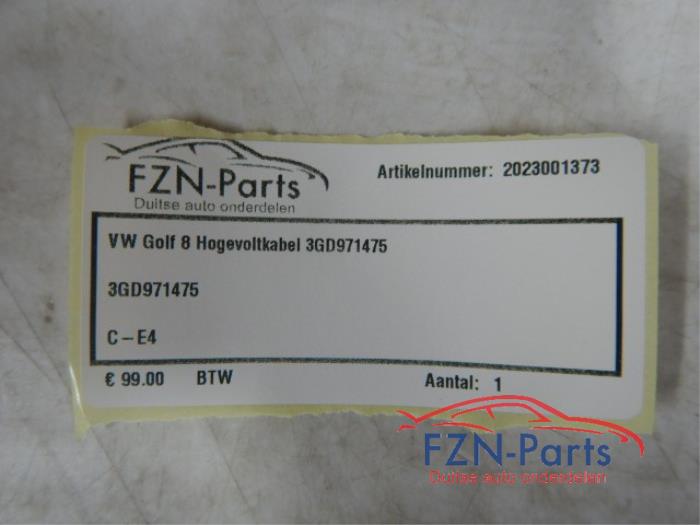 FZN-Parts
Duitse auto onderdelen
Artikelnummer: 2023001373
VW Golf 8 Hogevoltkabel 3GD971475
3GD971475
C – E4
€ 99.00 BTW Aantal: 1
FZN-Parts
Duitse auto onderdelen